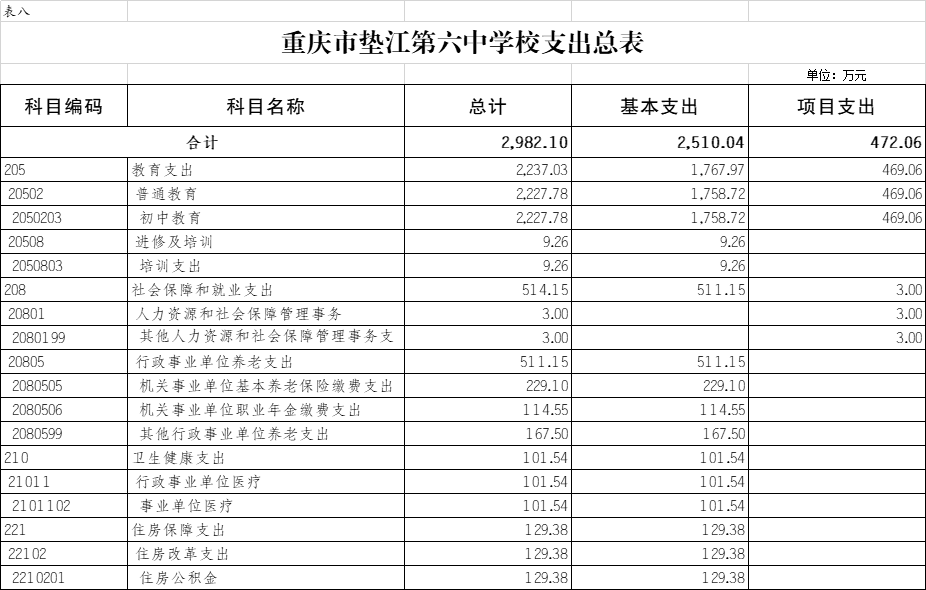 表八
重庆市垫江第六中学校支出总表
单位：万元
科目编码 科目名称 总计 基本支出 项目支出
合计 2,982.10 2,510.04 472.06
205 教育支出 2,237.03 1,767.97 469.06
20502 普通教育 2,227.78 1,758.72 469.06
2050203 初中教育 2,227.78 1,758.72 469.06
20508 进修及培训 9.26 9.26
2050803 培训支出 9.26 9.26
208 社会保障和就业支出 514.15 511.15 3.00
20801 人力资源和社会保障管理事务 3.00 3.00
2080199 其他人力资源和社会保障管理事务支 3.00 3.00
20805 行政事业单位养老支出 511.15 511.15
2080505 机关事业单位基本养老保险缴费支出 229.10 229.10
2080506 机关事业单位职业年金缴费支出 114.55 114.55
2080599 其他行政事业单位养老支出 167.50 167.50
210 卫生健康支出 101.54 101.54
21011 行政事业单位医疗 101.54 101.54
2101102 事业单位医疗 101.54 101.54
221 住房保障支出 129.38 129.38
22102 住房改革支出 129.38 129.38
2210201 住房公积金 129.38 129.38